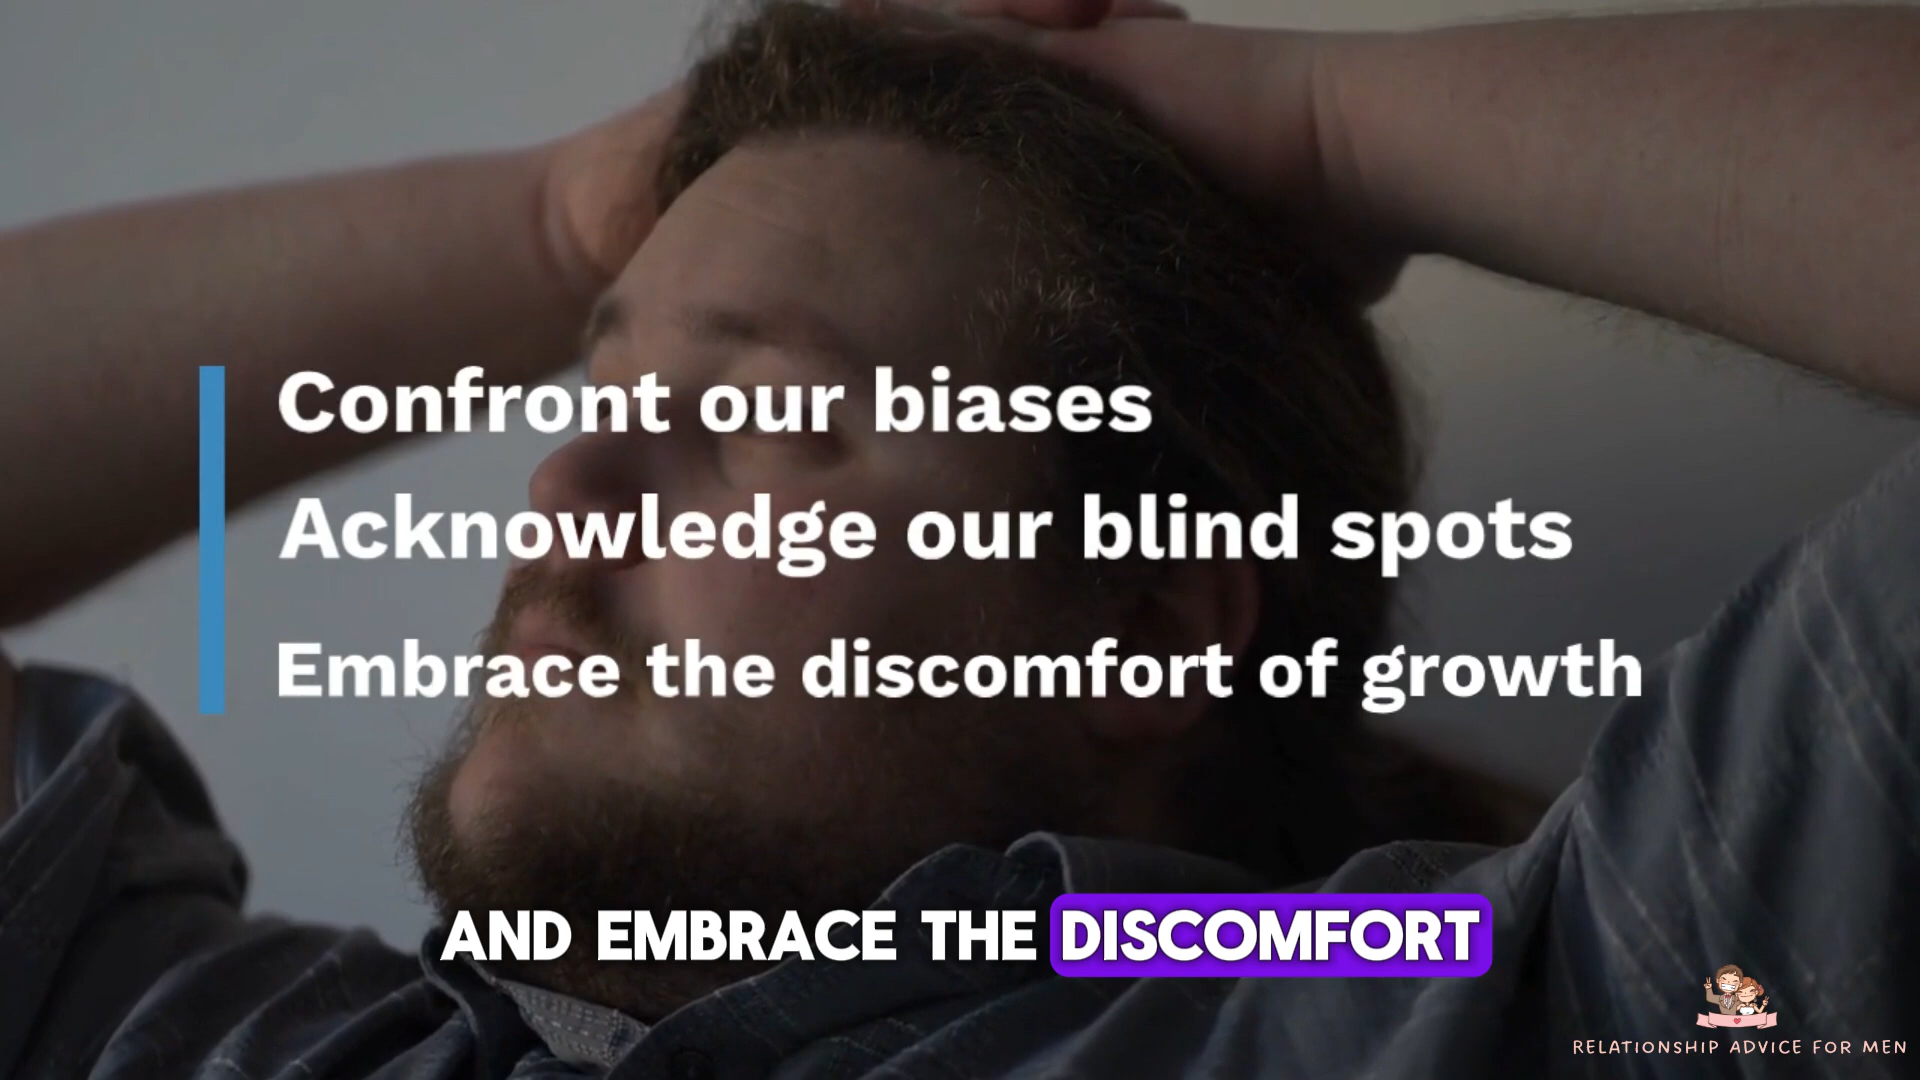 Confront our biases
Acknowledge our blind spots
Embrace the discomfort of growth
AND EMBRACE THE DISCOMFORT
RELATIONSHIP ADVICE FOR MEN